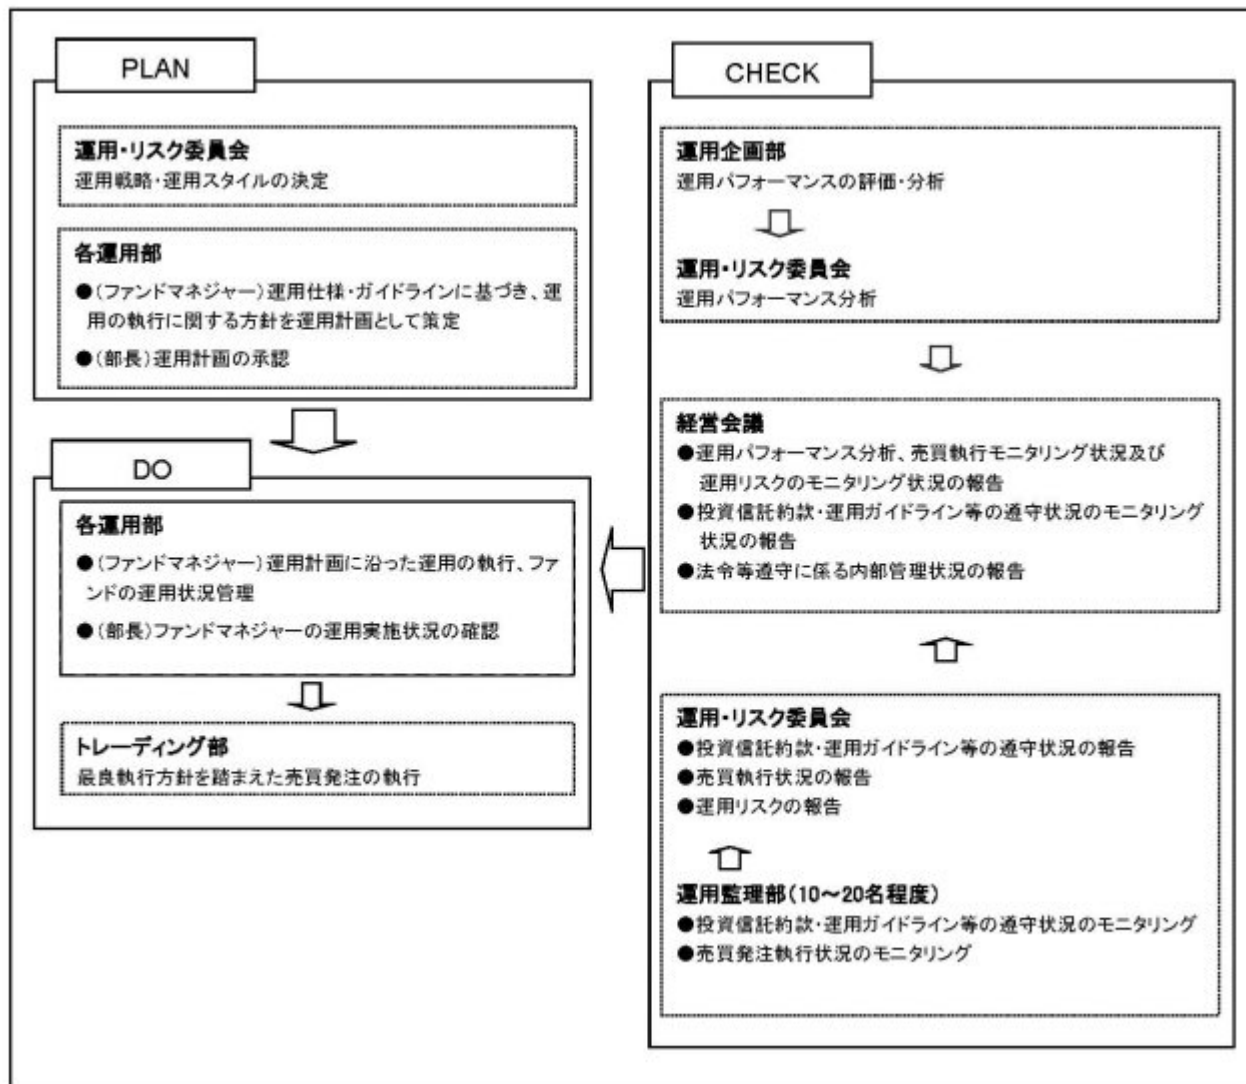 PLAN
運用・リスク委員会
運用戦略・運用スタイルの決定
各運用部
●(ファンドマネジャー)運用仕様・ガイドラインに基づき、運
用の執行に関する方針を運用計画として策定
●(部長)運用計画の承認
DO
各運用部
●(ファンドマネジャー)運用計画に沿った運用の執行、ファ
ンドの運用状況管理
●(部長)ファンドマネジャーの運用実施状況の確認
トレーディング部
最良執行方針を踏まえた売買発注の執行
CHECK
運用企画部
運用パフォーマンスの評価・分析
運用・リスク委員会
運用パフォーマンス分析
経営会議
●運用パフォーマンス分析、売買執行モニタリング状況及び
運用リスクのモニタリング状況の報告
●投資信託約款・運用ガイドライン等の遵守状況のモニタリング
状況の報告
●法令等遵守に係る内部管理状況の報告
運用・リスク委員会
●投資信託約款・運用ガイドライン等の遵守状況の報告
●売買執行状況の報告
●運用リスクの報告
運用監理部(10～20名程度)
●投資信託約款・運用ガイドライン等の遵守状況のモニタリング
●売買発注執行状況のモニタリング